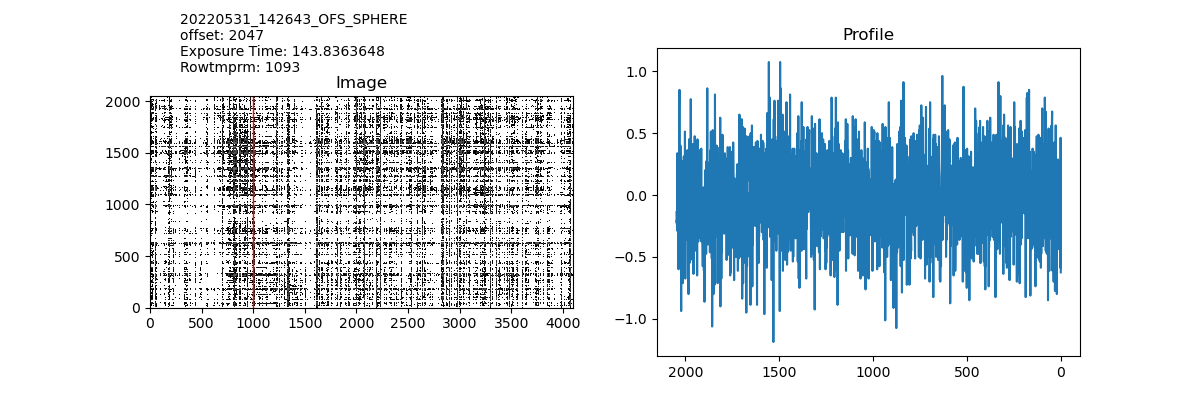 20220531_142643_OFS_SPHERE
offset: 2047
Exposure Time: 143.8363648
Rowtmprm: 1093
Image
2000
1500
1000
500
0
0 500 1000 1500 2000 2500 3000 3500 4000
Profile
1.0
0.5
0.0
−0.5
−1.0
2000 1500 1000 500 0